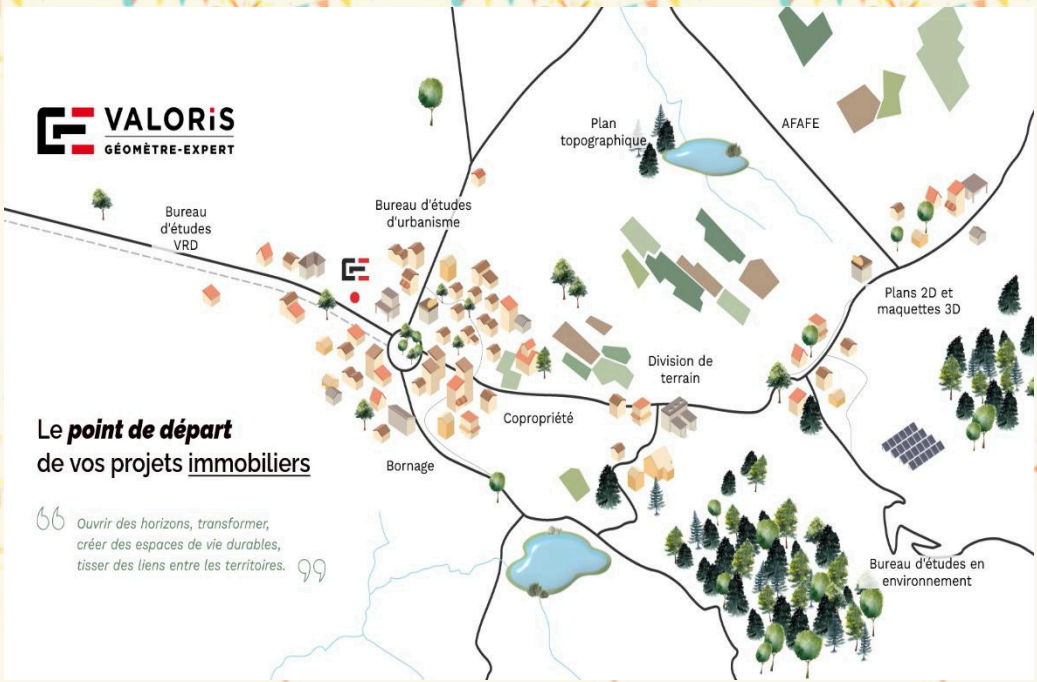 VALORiS
GÉOMÈTRE-EXPERT
Plan
topographique
AFAFE
Bureau
d'études
VRD
Bureau d'études
d'urbanisme
Plans 2D et
maquettes 3D
Division de
terrain
Copropriété
Bornage
Le point de départ
de vos projets immobiliers
Ouvrir des horizons, transformer,
créer des espaces de vie durables,
tisser des liens entre les territoires.
Bureau d'études en
environnement